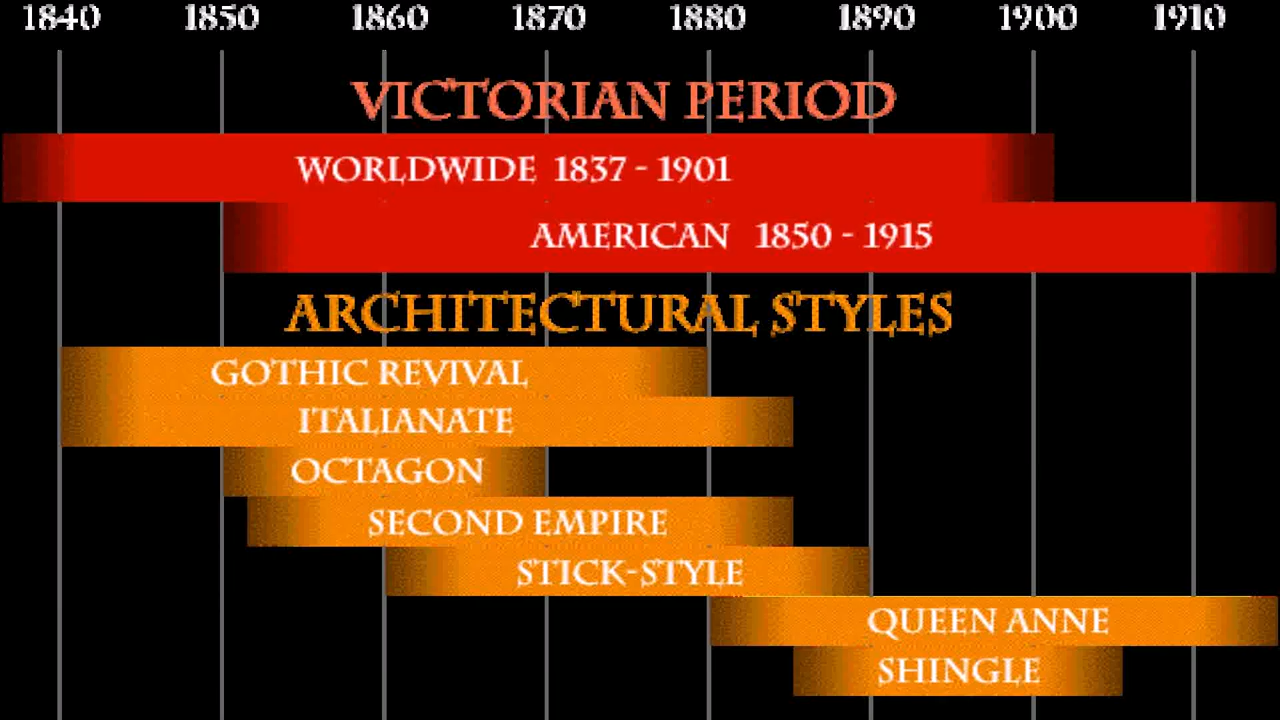 1840 1850 1860 1870 1880 1890 1900 1910
VICTORIAN PERIOD
WORLDWIDE 1837 - 1901
AMERICAN 1850 - 1915
ARCHITECTURAL STYLES
GOTHIC REVIVAL
ITALIANATE
OCTAGON
SECOND EMPIRE
STICK-STYLE
QUEEN ANNE
SHINGLE